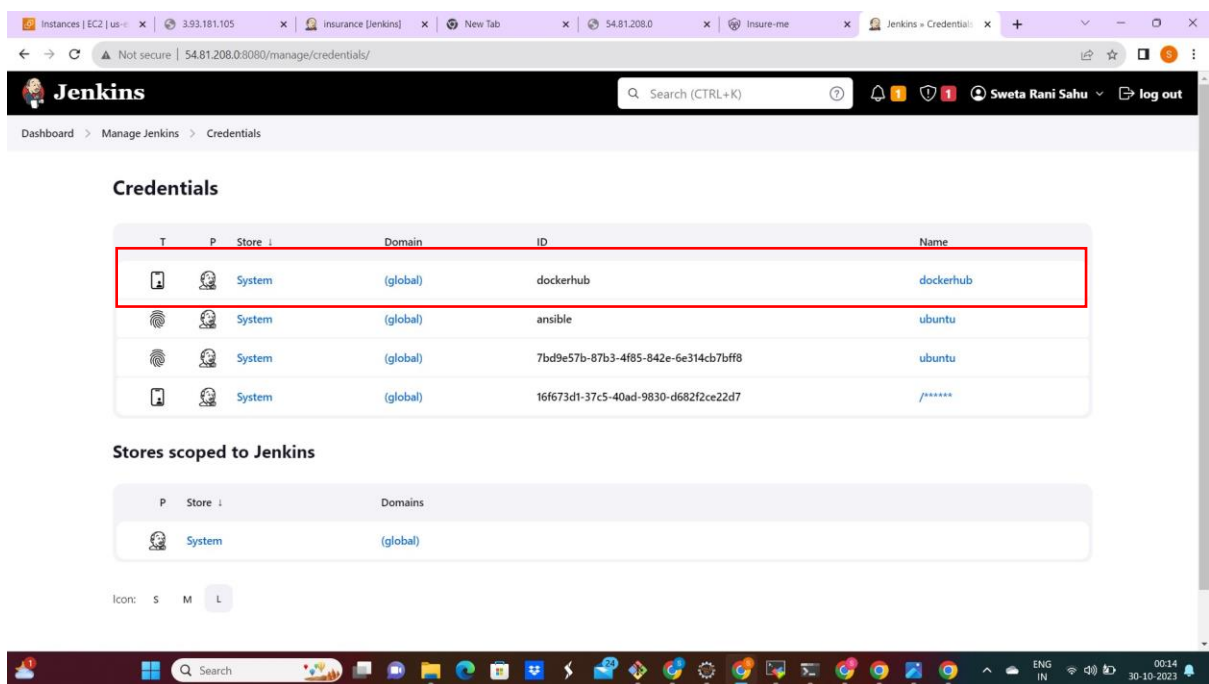 Instances | EC2 | us-e
3.93.181.105
insurance [Jenkins]
New Tab
54.81.208.0
Insure-me
Jenkins » Credentials
Not secure | 54.81.208.0:8080/manage/credentials/
S
Jenkins
Search (CTRL+K)
?
1
1
Sweta Rani Sahu
log out
Dashboard > Manage Jenkins > Credentials
Credentials
T P Store ↓ Domain ID Name
System (global) dockerhub dockerhub
System (global) ansible ubuntu
System (global) 7bd9e57b-87b3-4f85-842e-6e314cb7bff8 ubuntu
System (global) 16f673d1-37c5-40ad-9830-d682f2ce22d7 /******
Stores scoped to Jenkins
P Store ↓ Domains
System (global)
Icon: S M L
1
Search
24
ENG
IN
00:14
30-10-2023